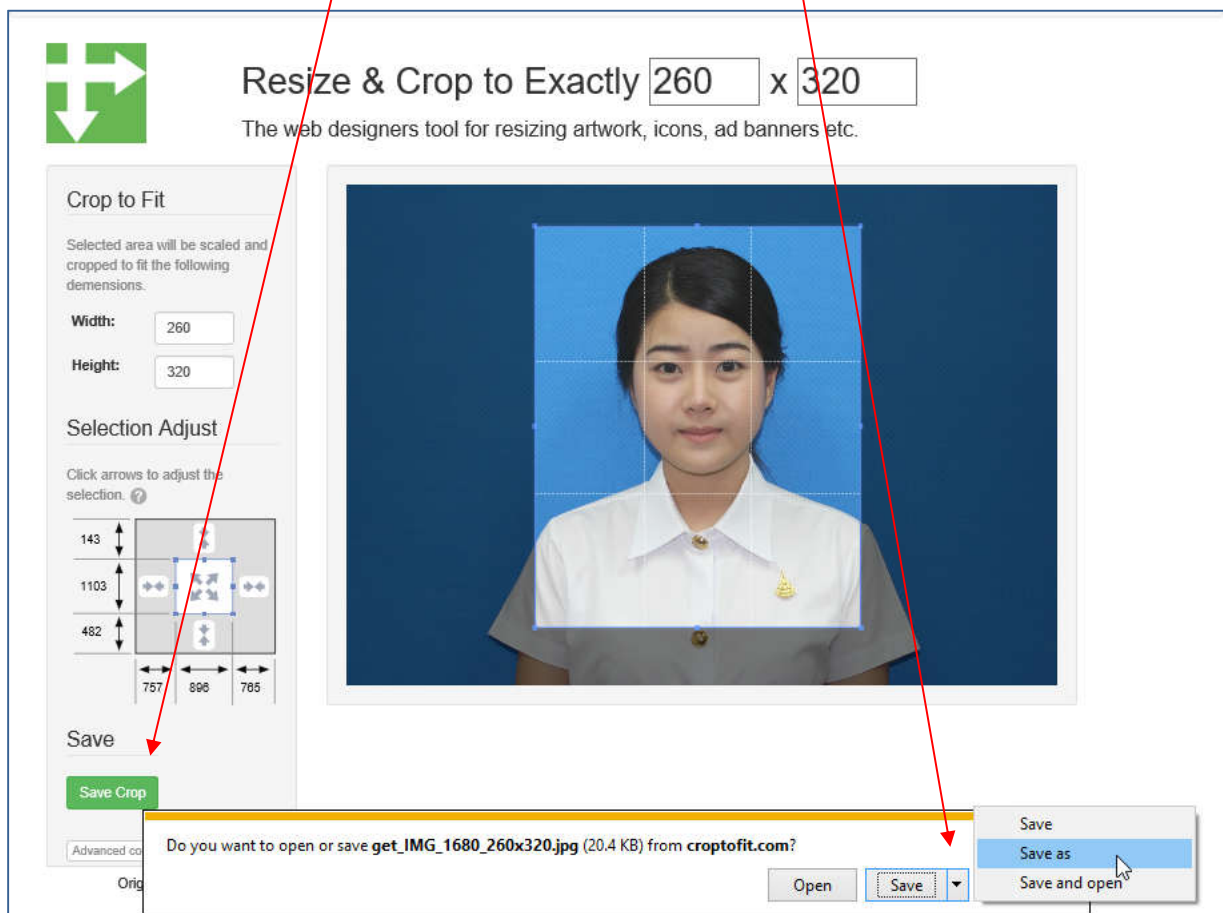 Resize & Crop to Exactly 260 x 320
The web designers tool for resizing artwork, icons, ad banners etc.
Crop to Fit
Selected area will be scaled and
cropped to fit the following
demensions.
Width: 260
Height: 320
Selection Adjust
Click arrows to adjust the
selection. ?
143
1103
482
757 896 765
Save
Save Crop
Advanced co
Orig
Do you want to open or save get_IMG_1680_260x320.jpg (20.4 KB) from croptofit.com?
Open Save
Save
Save as
Save and open